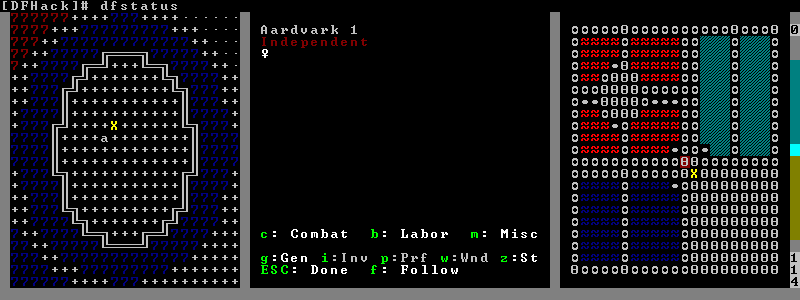 [DFHack]# dfstatus
Aardvark 1
Independent
♀
c: Combat b: Labor m: Misc
g:Gen i:Inv p:Prf w:Wnd z:St
ESC: Done f: Follow